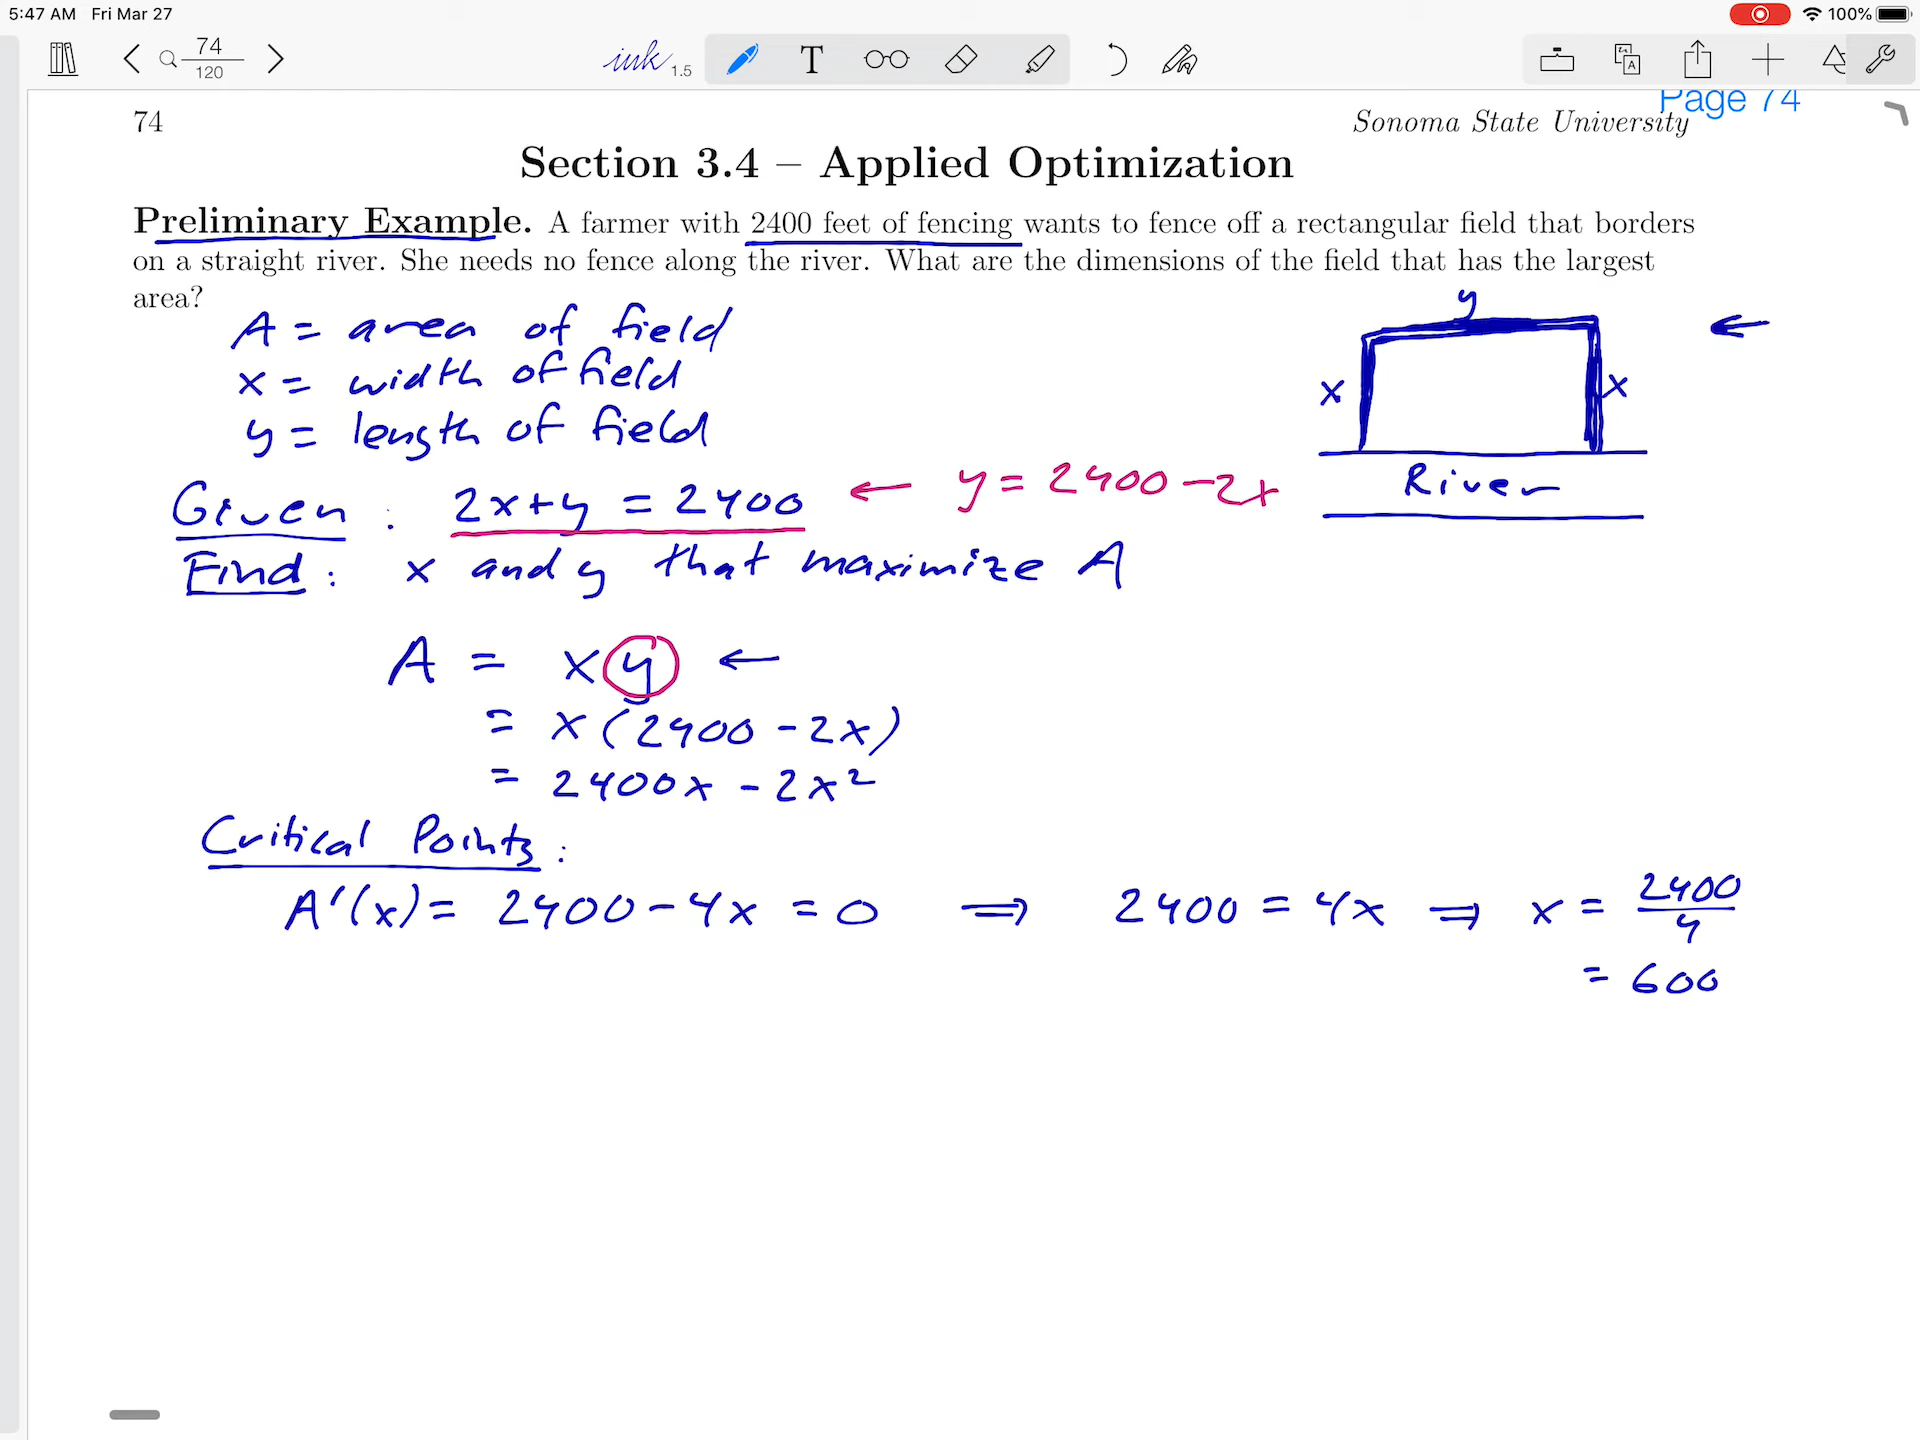 5:47 AM Fri Mar 27 100%
74
120
ink 1.5 T
A
Page 74
74 Sonoma State University
Section 3.4 – Applied Optimization
Preliminary Example. A farmer with 2400 feet of fencing wants to fence off a rectangular field that borders
on a straight river. She needs no fence along the river. What are the dimensions of the field that has the largest
area?
A = area of field
x = width of field
y = length of field
y
x x
River
Given : 2x+y = 2400 ← y = 2400 -2x
Find : x and y that maximize A
A = xy ←
= x (2400 - 2x)
= 2400x - 2x²
Critical Points :
A'(x) = 2400 - 4x = 0 ⇒ 2400 = 4x ⇒ x = 2400/4
= 600